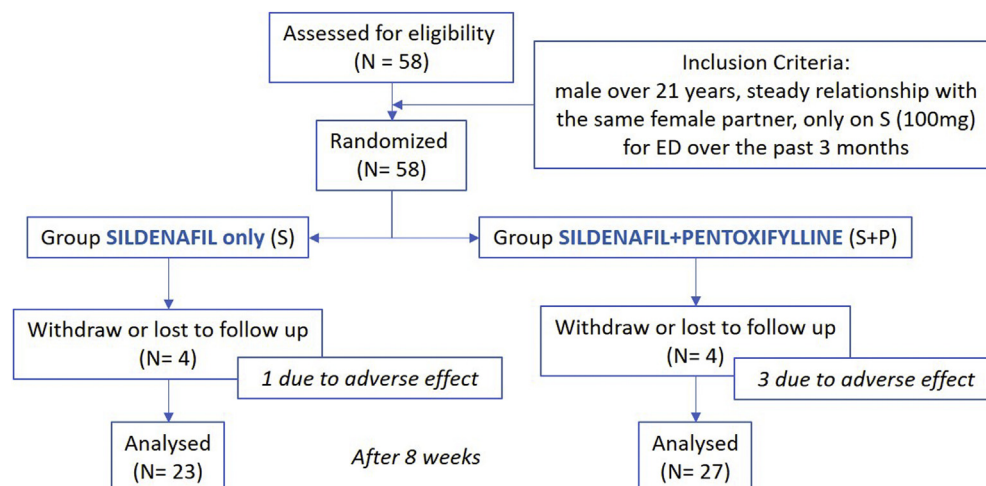 Assessed for eligibility
(N = 58)
Inclusion Criteria:
male over 21 years, steady relationship with
the same female partner, only on S (100mg)
for ED over the past 3 months
Randomized
(N= 58)
Group SILDENAFIL only (S)
Group SILDENAFIL+PENTOXIFYLLINE (S+P)
Withdraw or lost to follow up
(N= 4)
1 due to adverse effect
Withdraw or lost to follow up
(N= 4)
3 due to adverse effect
Analysed
(N= 23)
After 8 weeks
Analysed
(N= 27)